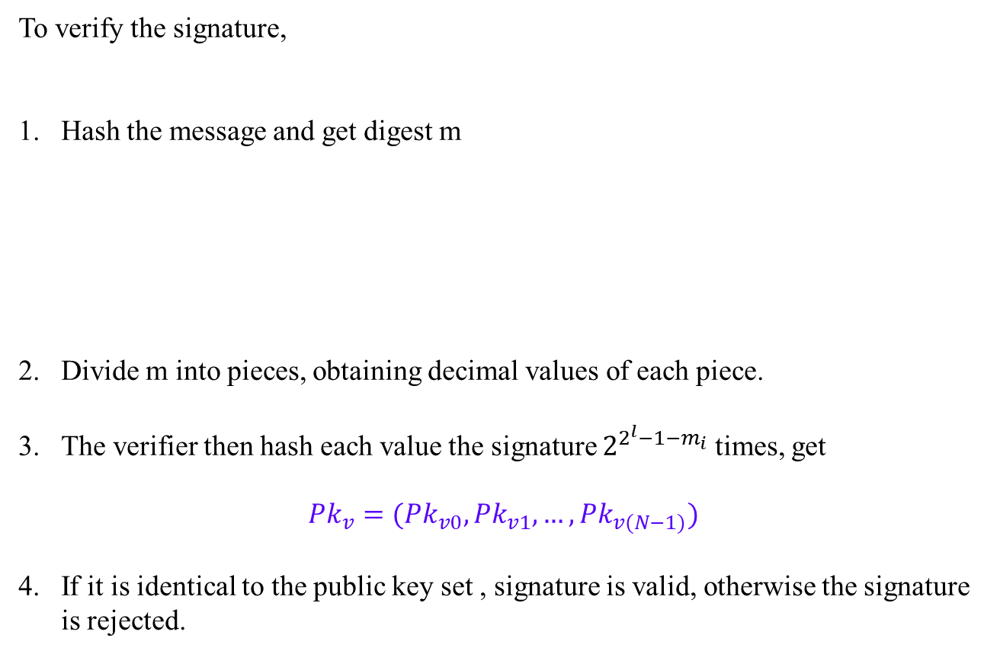 To verify the signature,
1. Hash the message and get digest m
2. Divide m into pieces, obtaining decimal values of each piece.
3. The verifier then hash each value the signature $2^{2^l-1-m_i}$ times, get
$Pk_v = (Pk_{v0}, Pk_{v1}, \ldots, Pk_{v(N-1)})$
4. If it is identical to the public key set , signature is valid, otherwise the signature
is rejected.